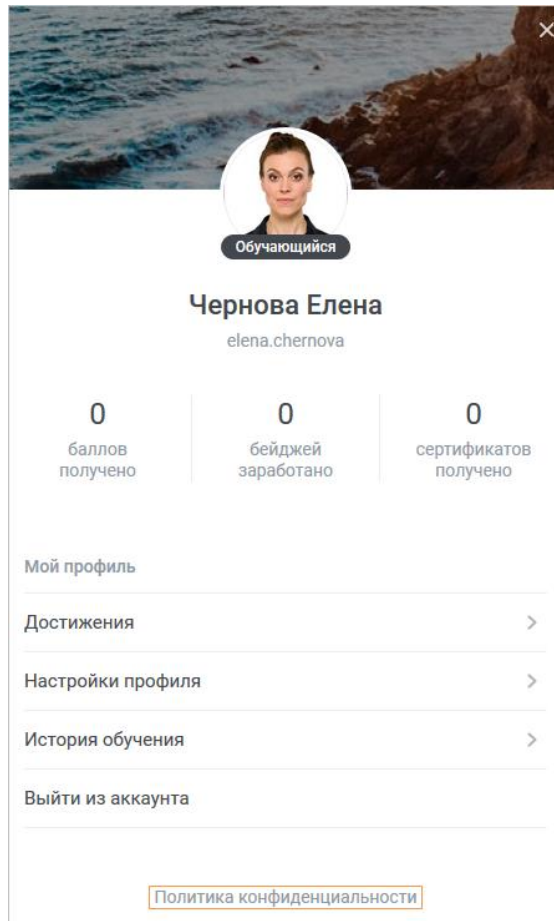 Обучающийся
Чернова Елена
elena.chernova
0
баллов
получено
0
бейджей
заработано
0
сертификатов
получено
Мой профиль
Достижения
Настройки профиля
История обучения
Выйти из аккаунта
Политика конфиденциальности